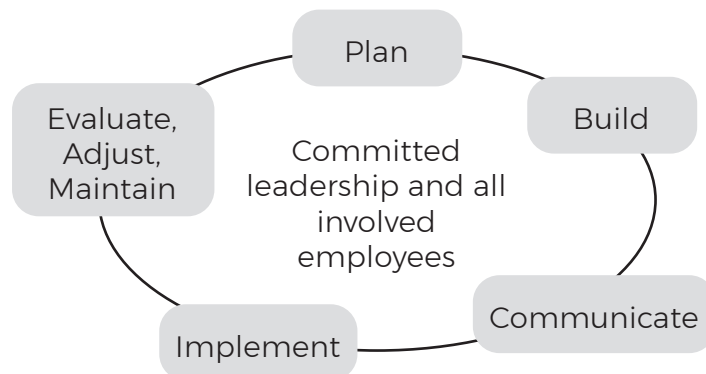 Plan
Build
Communicate
Implement
Evaluate,
Adjust,
Maintain
Committed
leadership and all
involved
employees